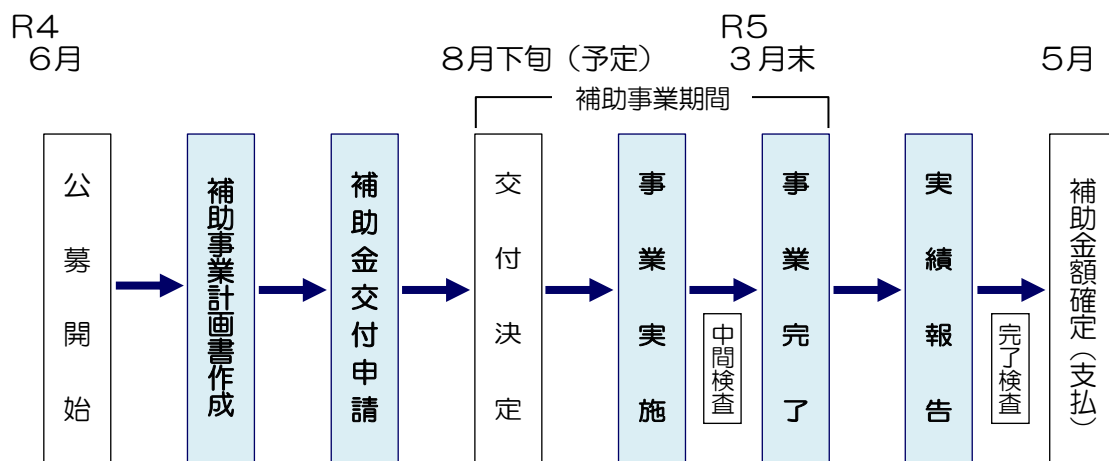 R4
6月
8月下旬（予定）
R5
3月末
5月
補助事業期間
公募開始
補助事業計画書作成
補助金交付申請
交付決定
事業実施
中間検査
事業完了
実績報告
完了検査
補助金額確定（支払）